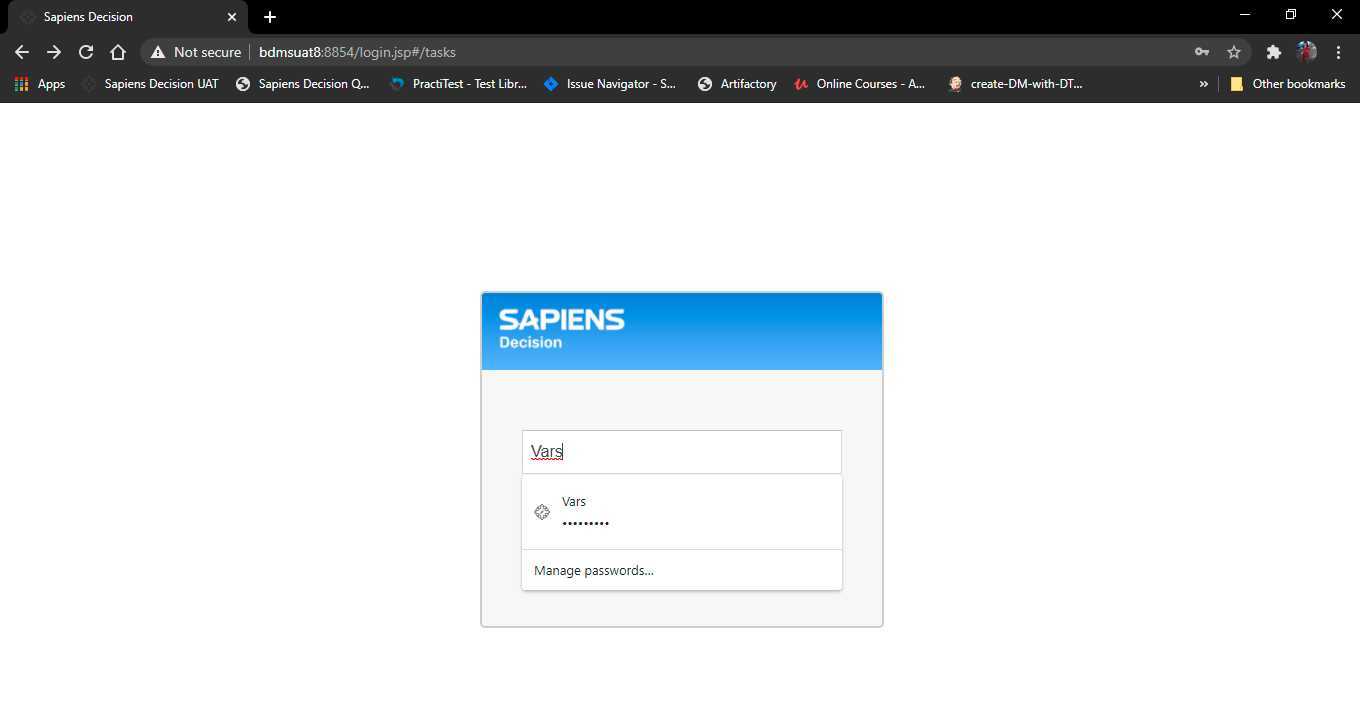 Sapiens Decision
Not secure bdmsuat8:8854/login.jsp#/tasks
Apps Sapiens Decision UAT Sapiens Decision Q... PractiTest - Test Libr... Issue Navigator - S... Artifactory Online Courses - A... create-DM-with-DT... » Other bookmarks
SAPIENS
Decision
Vars
Vars
•••••••••
Manage passwords...